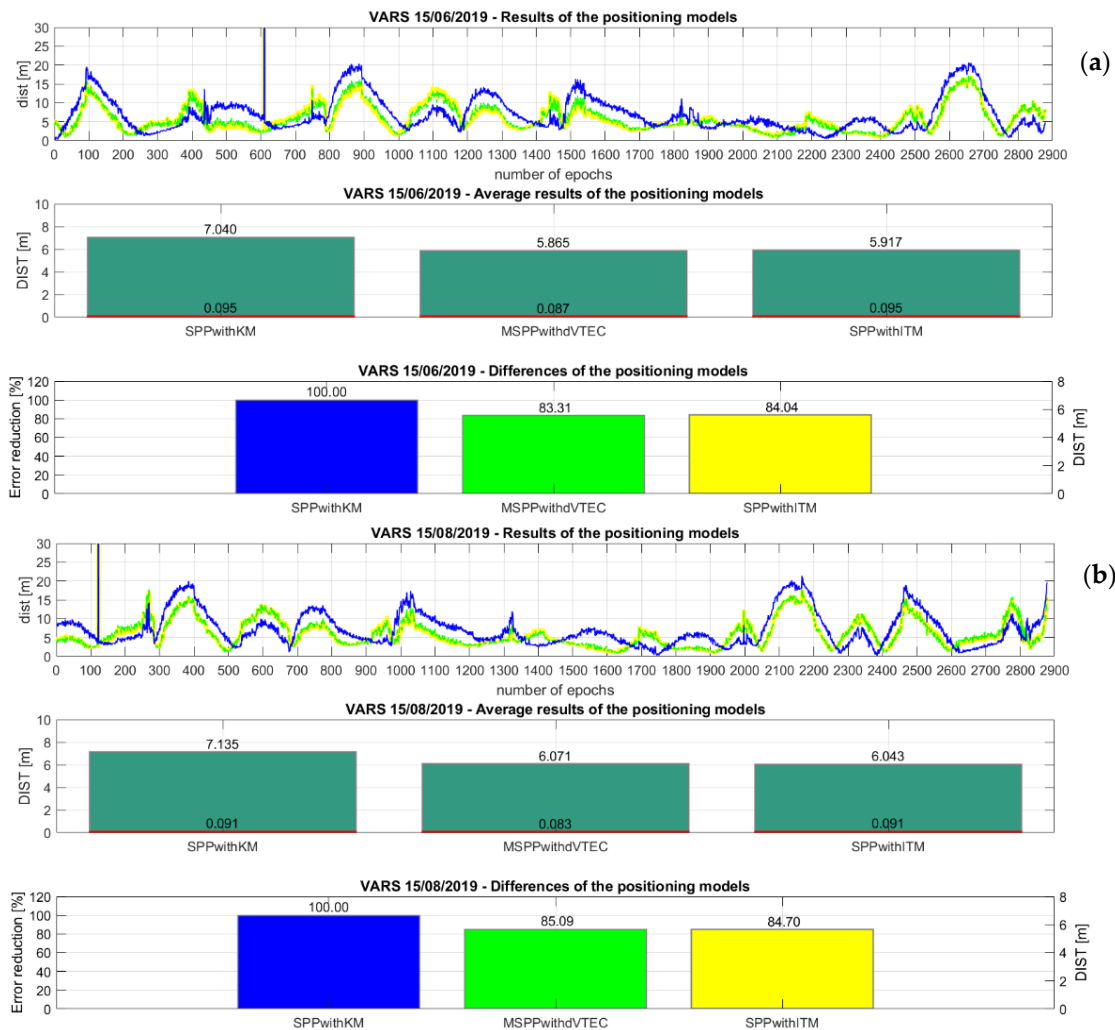 VARS 15/06/2019 - Results of the positioning models
(a)
dist [m]
30
25
20
15
10
5
0
0 100 200 300 400 500 600 700 800 900 1000 1100 1200 1300 1400 1500 1600 1700 1800 1900 2000 2100 2200 2300 2400 2500 2600 2700 2800 2900
number of epochs
VARS 15/06/2019 - Average results of the positioning models
DIST [m]
10
8
6
4
2
0
7.040 5.865 5.917
0.095 0.087 0.095
SPPwithKM MSPPwithdVTEC SPPwithITM
VARS 15/06/2019 - Differences of the positioning models
Error reduction [%]
120
100
80
60
40
20
0
100.00 83.31 84.04
8
6
4
2
0
DIST [m]
SPPwithKM MSPPwithdVTEC SPPwithITM
VARS 15/08/2019 - Results of the positioning models
(b)
dist [m]
30
25
20
15
10
5
0
0 100 200 300 400 500 600 700 800 900 1000 1100 1200 1300 1400 1500 1600 1700 1800 1900 2000 2100 2200 2300 2400 2500 2600 2700 2800 2900
number of epochs
VARS 15/08/2019 - Average results of the positioning models
DIST [m]
10
8
6
4
2
0
7.135 6.071 6.043
0.091 0.083 0.091
SPPwithKM MSPPwithdVTEC SPPwithITM
VARS 15/08/2019 - Differences of the positioning models
Error reduction [%]
120
100
80
60
40
20
0
100.00 85.09 84.70
8
6
4
2
0
DIST [m]
SPPwithKM MSPPwithdVTEC SPPwithITM